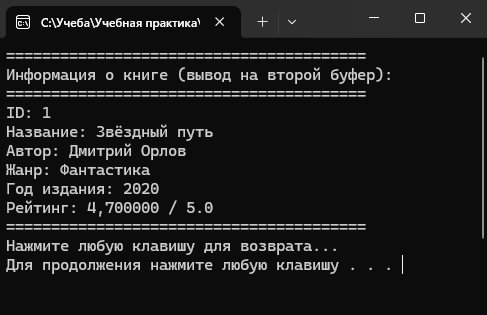 C:\Учеба\Учебная практика\
========================================
Информация о книге (вывод на второй буфер):
========================================
ID: 1
Название: Звёздный путь
Автор: Дмитрий Орлов
Жанр: Фантастика
Год издания: 2020
Рейтинг: 4,700000 / 5.0
========================================
Нажмите любую клавишу для возврата...
Для продолжения нажмите любую клавишу . . .